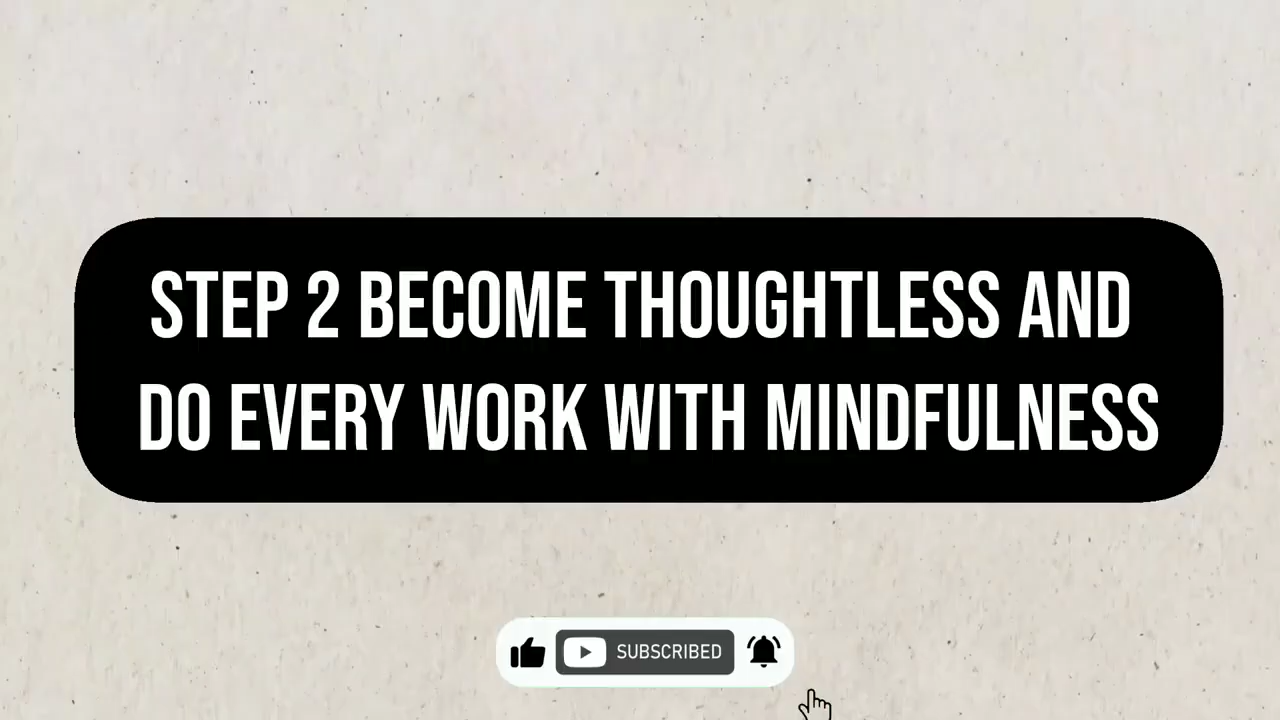 STEP 2 BECOME THOUGHTLESS AND
DO EVERY WORK WITH MINDFULNESS
SUBSCRIBED